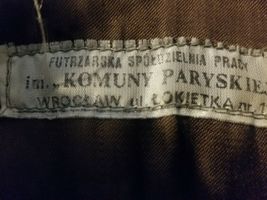 FUTRZARSKA SPÓŁDZIELNIA PRACY
im. „KOMUNY PARYSKIEJ
WROCŁAW ul. ŁOKIETKA nr.